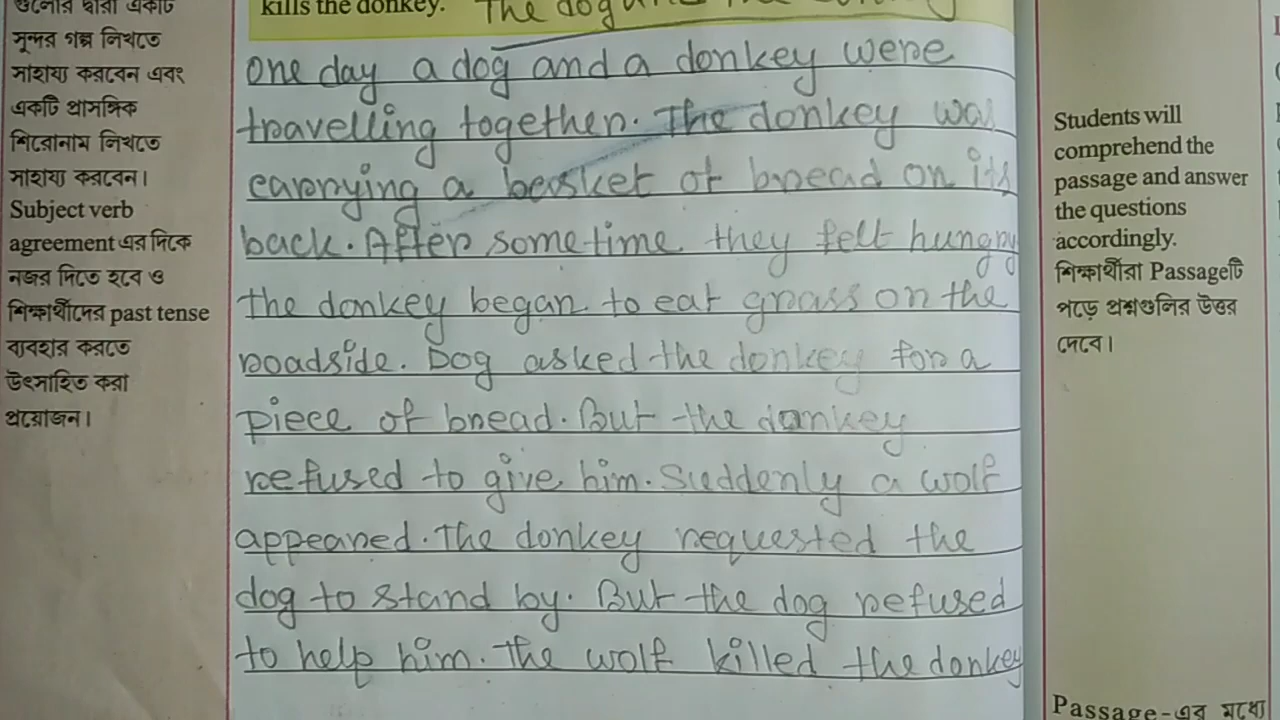 গুলোর দ্বারা একটি
সুন্দর গল্প লিখতে
সাহায্য করবেন এবং
একটি প্রাসঙ্গিক
শিরোনাম লিখতে
সাহায্য করবেন।
Subject verb
agreement এর দিকে
নজর দিতে হবে ও
শিক্ষার্থীদের past tense
ব্যবহার করতে
উৎসাহিত করা
প্রয়োজন।
kills the donkey. The dog
one day a dog and a donkey were
travelling together. The donkey was
carrying a basket of bread on its
back. After some time they felt hungry
the donkey began to eat grass on the
roadside. Dog asked the donkey for a
piece of bread. But the donkey
refused to give him. Suddenly a wolf
appeared. The donkey requested the
dog to stand by. But the dog refused
to help him. The wolf killed the donkey
Students will
comprehend the
passage and answer
the questions
accordingly.
শিক্ষার্থীরা Passageটি
পড়ে প্রশ্নগুলির উত্তর
দেবে।
Passage-এর মধ্যে